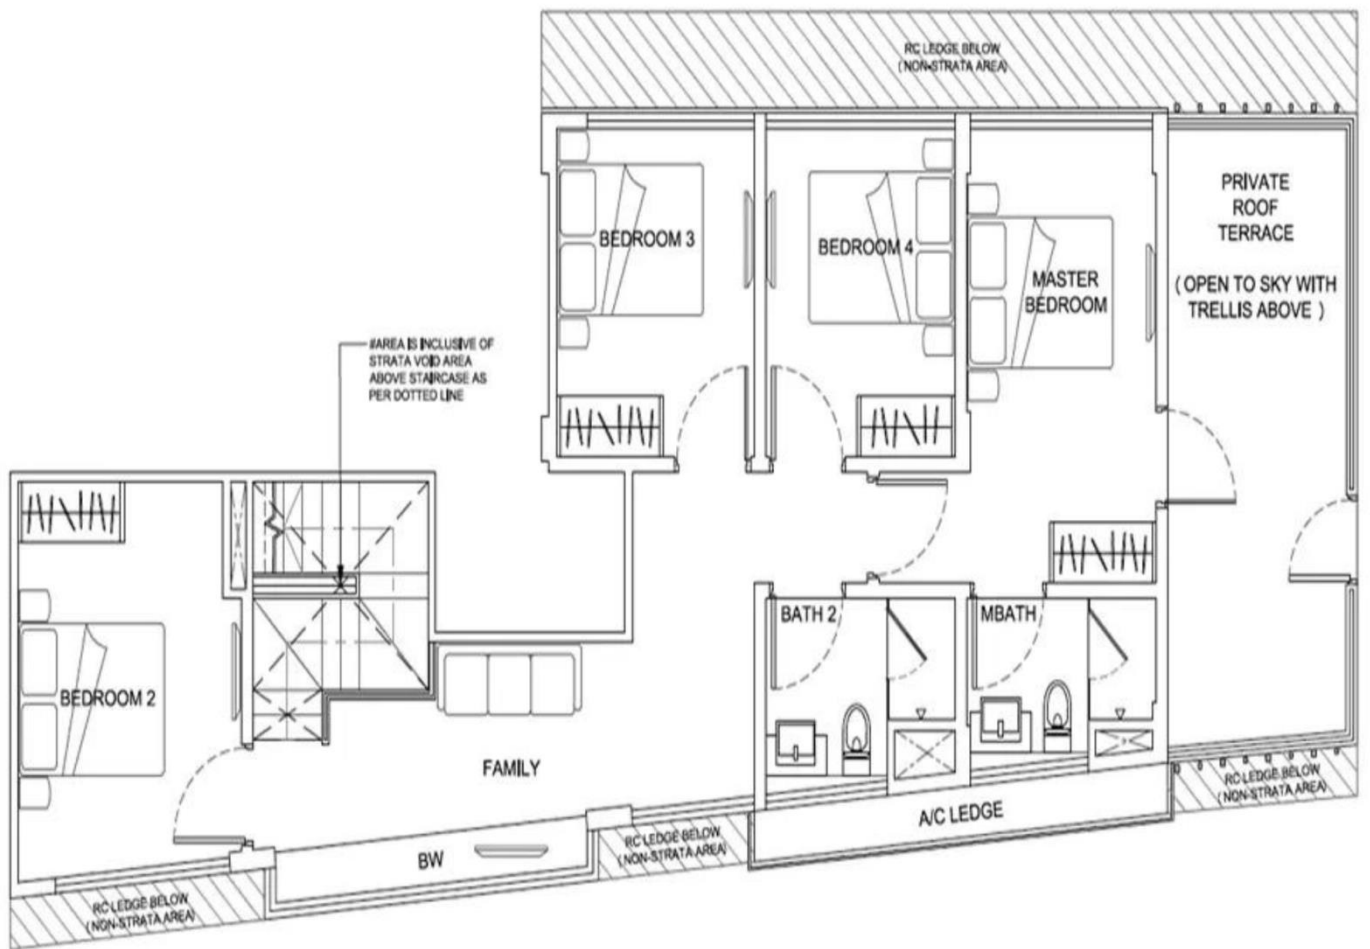 RC LEDGE BELOW
(NON-STRATA AREA)
PRIVATE
ROOF
TERRACE
(OPEN TO SKY WITH
TRELLIS ABOVE )
BEDROOM 3
BEDROOM 4
MASTER
BEDROOM
#AREA IS INCLUSIVE OF
STRATA VOID AREA
ABOVE STAIRCASE AS
PER DOTTED LINE
BATH 2
MBATH
BEDROOM 2
FAMILY
RC LEDGE BELOW
(NON-STRATA AREA)
A/C LEDGE
RC LEDGE BELOW
(NON-STRATA AREA)
BW
RC LEDGE BELOW
(NON-STRATA AREA)